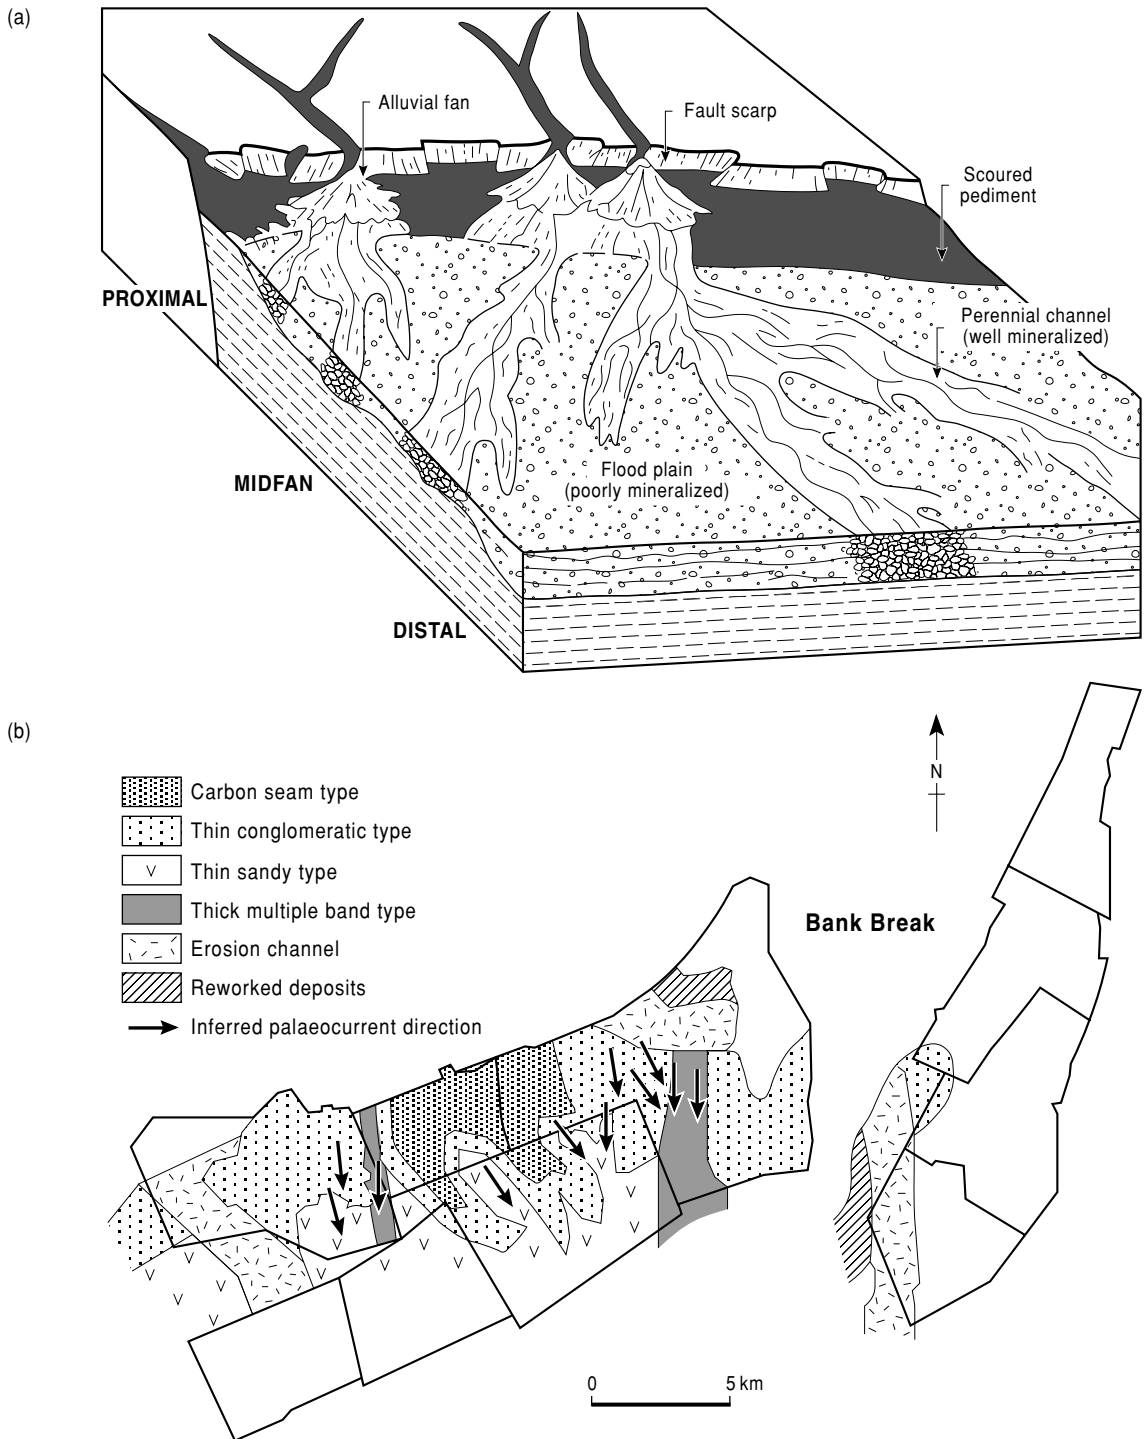 (a)
Alluvial fan
Fault scarp
Scoured
pediment
PROXIMAL
Perennial channel
(well mineralized)
MIDFAN
Flood plain
(poorly mineralized)
DISTAL
(b)
N
Carbon seam type
Thin conglomeratic type
Thin sandy type
Thick multiple band type
Erosion channel
Reworked deposits
Inferred palaeocurrent direction
Bank Break
0 5 km